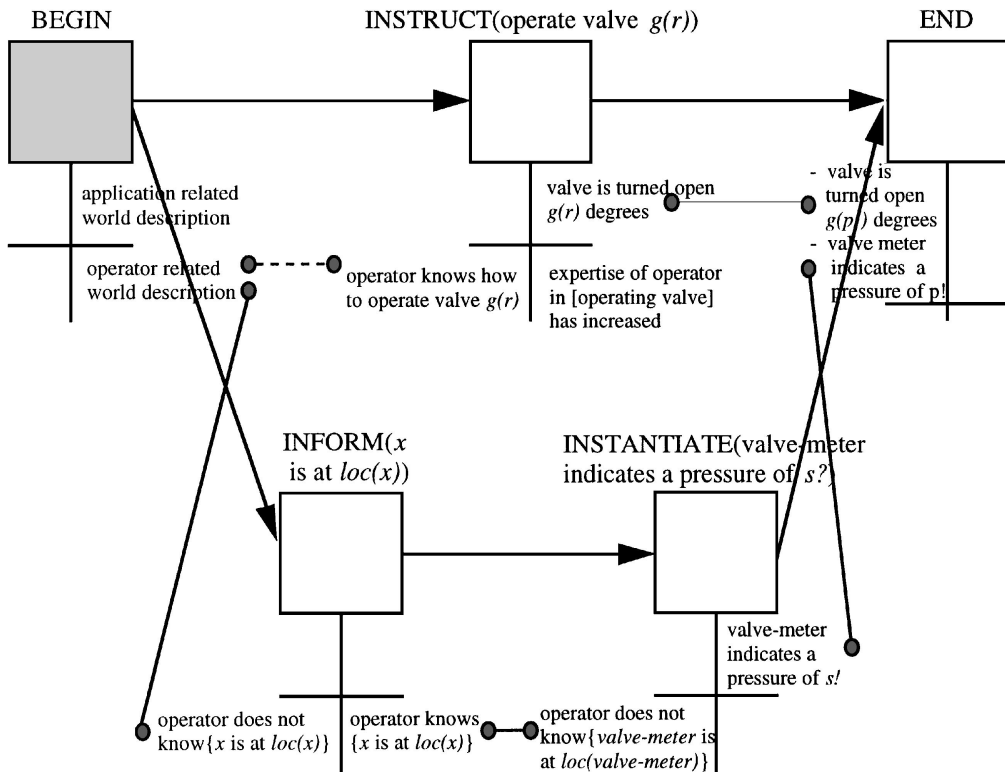 BEGIN
INSTRUCT(operate valve g(r))
END
application related
world description
operator related
world description
operator knows how
to operate valve g(r)
valve is turned open
g(r) degrees
expertise of operator
in [operating valve]
has increased
- valve is
turned open
degrees
- valve meter
indicates a
pressure of p!
INFORM(x
is at loc(x))
INSTANTIATE(valve-meter
indicates a pressure of s?)
valve-meter
indicates a
pressure of s!
operator does not
know{x is at loc(x)}
operator knows
{x is at loc(x)}
operator does not
know{valve-meter is
at loc(valve-meter)}